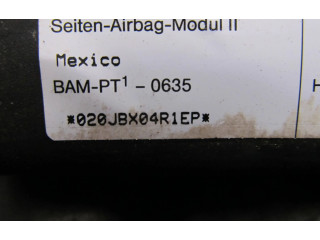 Seiten-Airbag-Modul II
Mexico
BAM-PT¹ - 0635
H
*020JBX04R1EP*